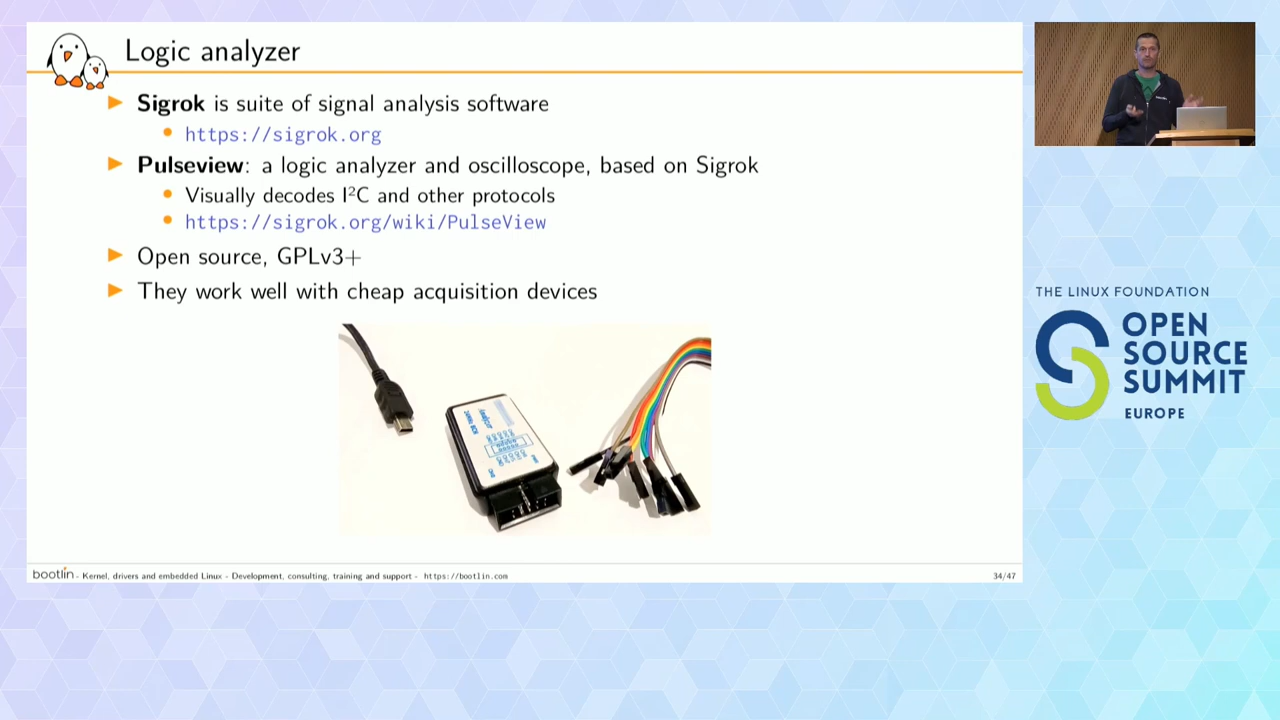 Logic analyzer
Sigrok is suite of signal analysis software
https://sigrok.org
Pulseview: a logic analyzer and oscilloscope, based on Sigrok
Visually decodes I²C and other protocols
https://sigrok.org/wiki/PulseView
Open source, GPLv3+
They work well with cheap acquisition devices
bootlin - Kernel, drivers and embedded Linux - Development, consulting, training and support - https://bootlin.com
34/47
THE LINUX FOUNDATION
OPEN
SOURCE
SUMMIT
EUROPE